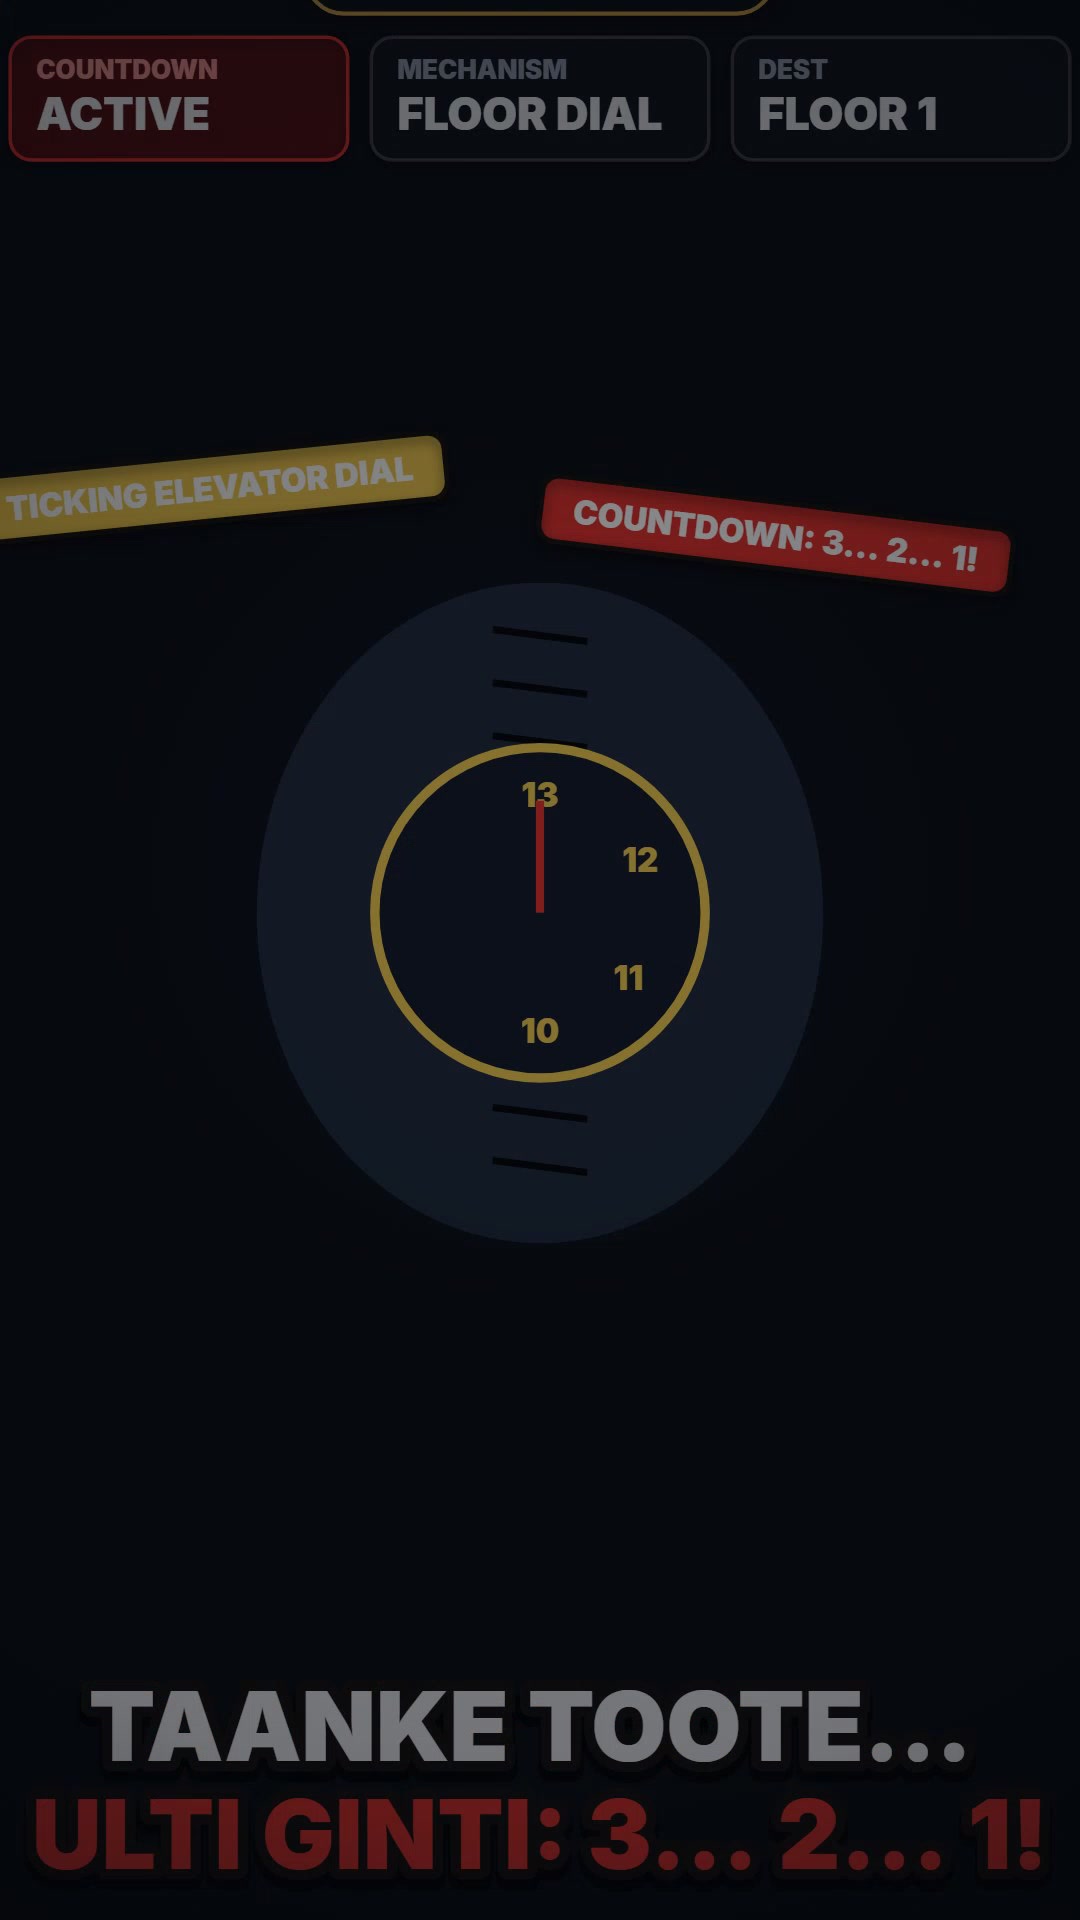 COUNTDOWN
ACTIVE
MECHANISM
FLOOR DIAL
DEST
FLOOR 1
TICKING ELEVATOR DIAL
COUNTDOWN: 3... 2... 1!
13
12
11
10
TAANKE TOOTE...
ULTI GINTI: 3... 2... 1!